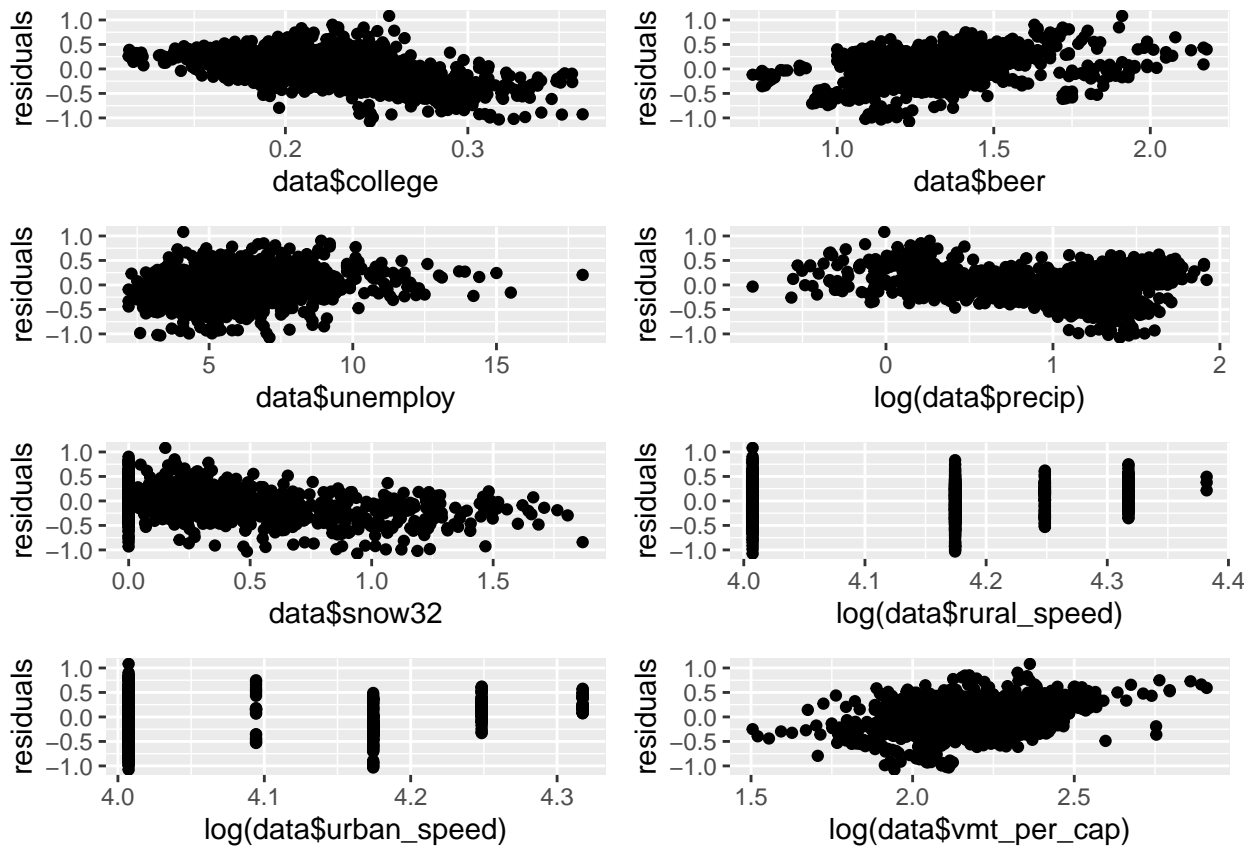 residuals
1.0
0.5
0.0
−0.5
−1.0
0.2 0.3
data$college
residuals
1.0
0.5
0.0
−0.5
−1.0
1.0 1.5 2.0
data$beer
residuals
1.0
0.5
0.0
−0.5
−1.0
5 10 15
data$unemploy
residuals
1.0
0.5
0.0
−0.5
−1.0
0 1 2
log(data$precip)
residuals
1.0
0.5
0.0
−0.5
−1.0
0.0 0.5 1.0 1.5
data$snow32
residuals
1.0
0.5
0.0
−0.5
−1.0
4.0 4.1 4.2 4.3 4.4
log(data$rural_speed)
residuals
1.0
0.5
0.0
−0.5
−1.0
4.0 4.1 4.2 4.3
log(data$urban_speed)
residuals
1.0
0.5
0.0
−0.5
−1.0
1.5 2.0 2.5
log(data$vmt_per_cap)